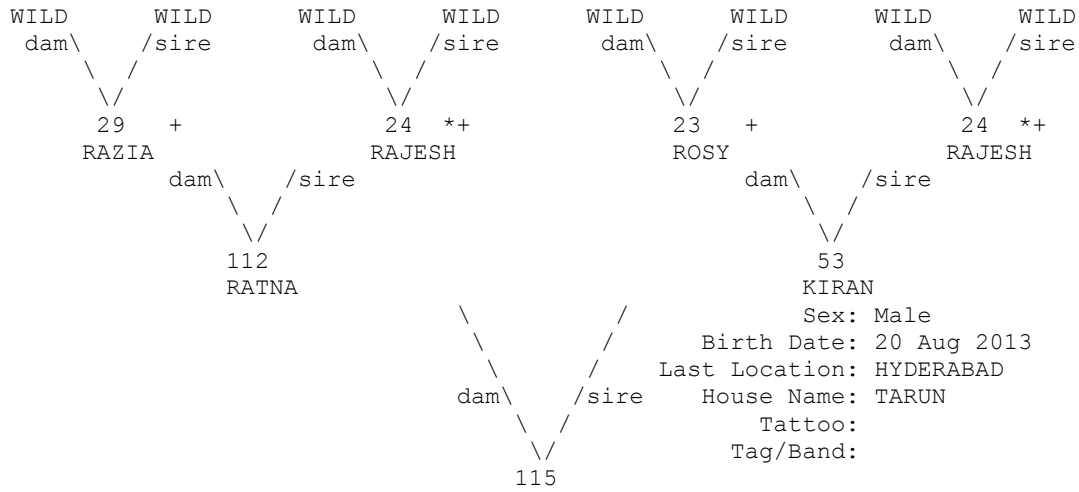 WILD WILD WILD WILD WILD WILD WILD WILD
dam\ /sire dam\ /sire dam\ /sire dam\ /sire
\ / \ / \ / \ /
\/ \/ \/ \/
29 + 24 *+ 23 + 24 *+
RAZIA RAJESH ROSY RAJESH
dam\ /sire dam\ /sire
\ / \ /
\/ \/
112 53
RATNA KIRAN
\ / Sex: Male
\ / Birth Date: 20 Aug 2013
\ / Last Location: HYDERABAD
dam\ /sire House Name: TARUN
\ / Tattoo:
\/ Tag/Band:
115